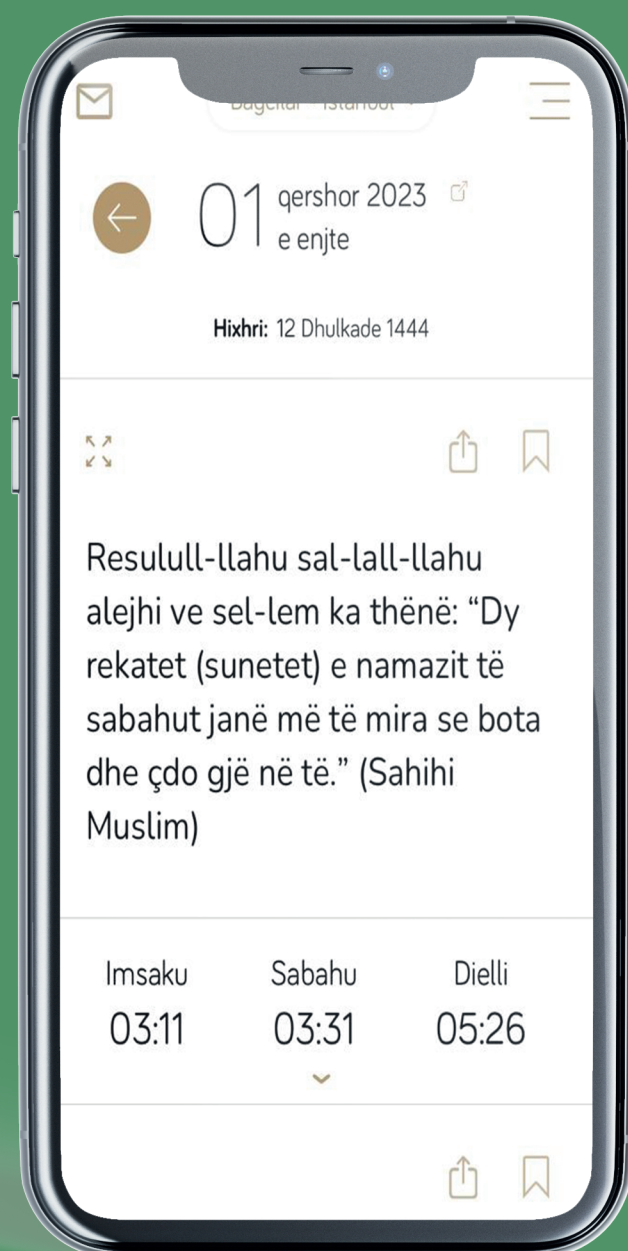 01 qershor 2023
e enjte
Hixhri: 12 Dhulkade 1444
Resulull-llahu sal-lall-llahu
alejhi ve sel-lem ka thënë: “Dy
rekatet (sunetet) e namazit të
sabahut janë më të mira se bota
dhe çdo gjë në të.” (Sahihi
Muslim)
Imsaku Sabahu Dielli
03:11 03:31 05:26